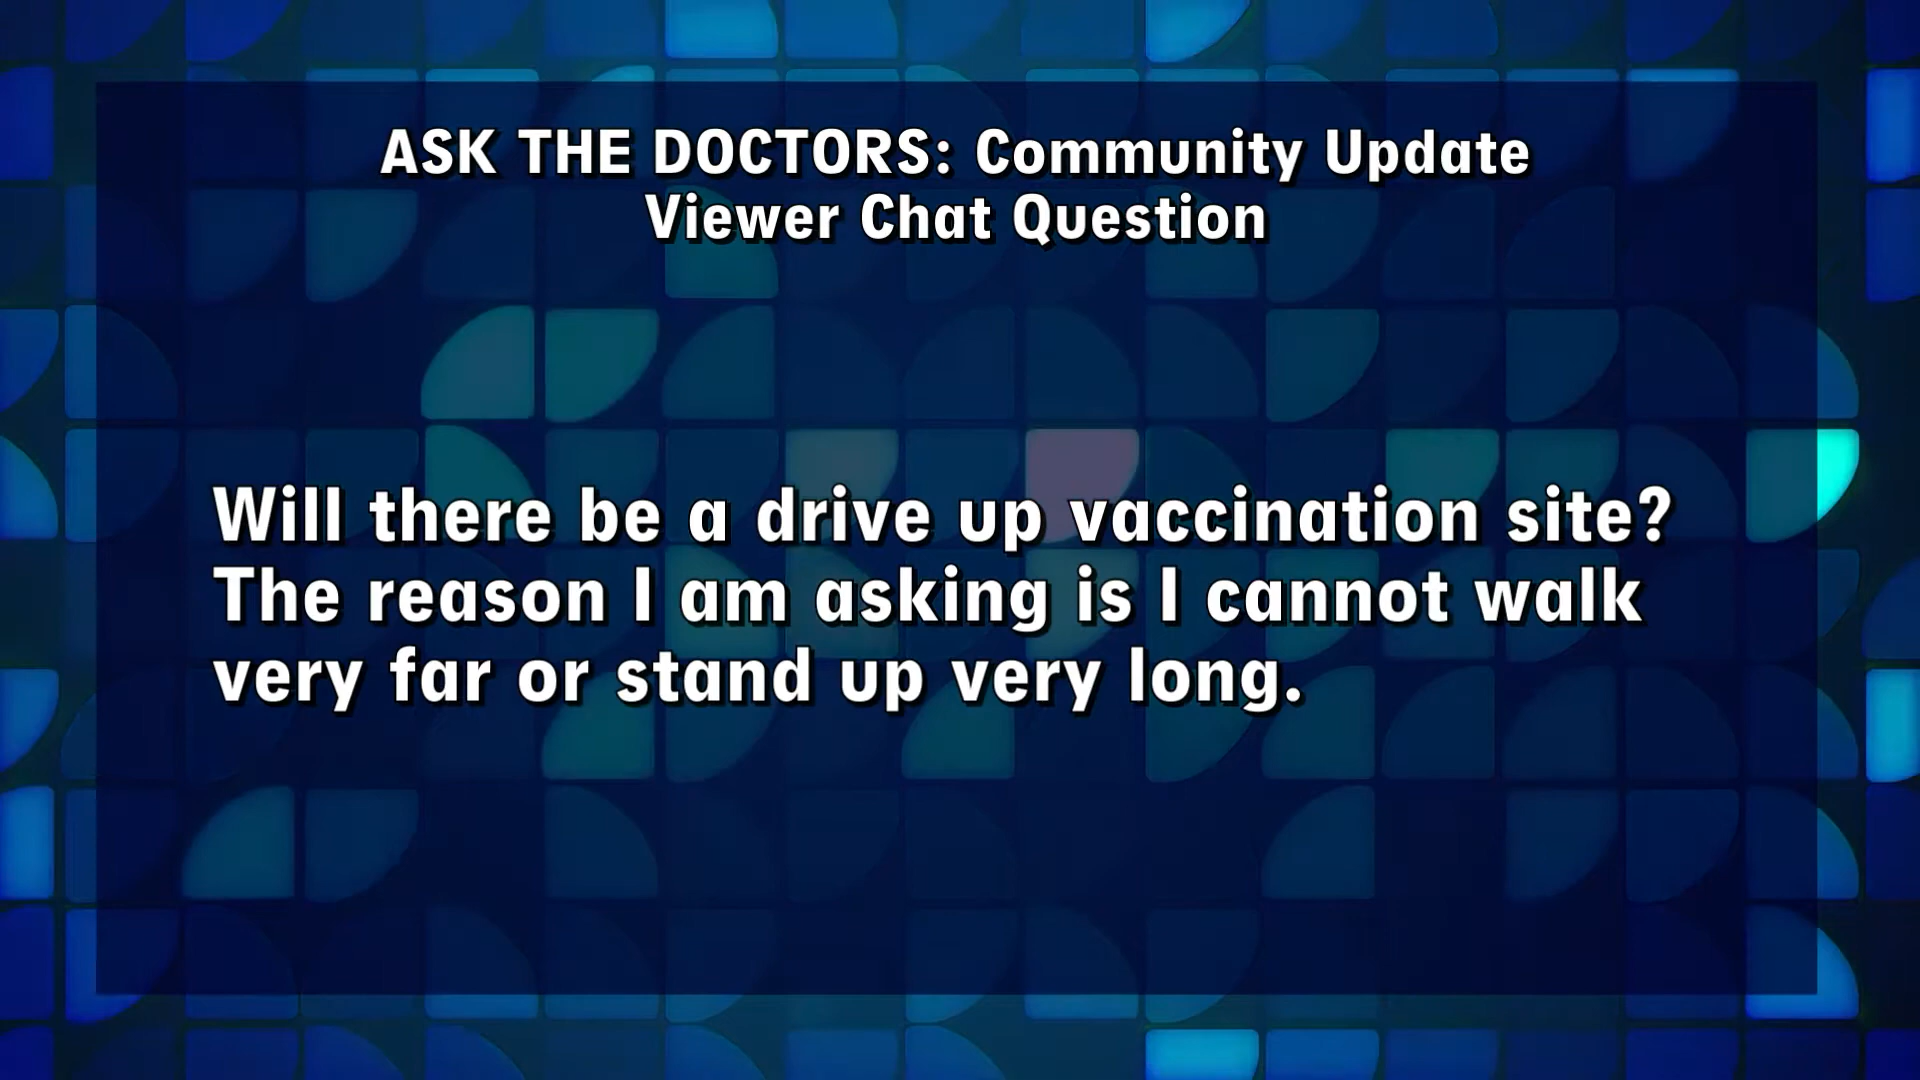 ASK THE DOCTORS: Community Update
Viewer Chat Question
Will there be a drive up vaccination site?
The reason I am asking is I cannot walk
very far or stand up very long.